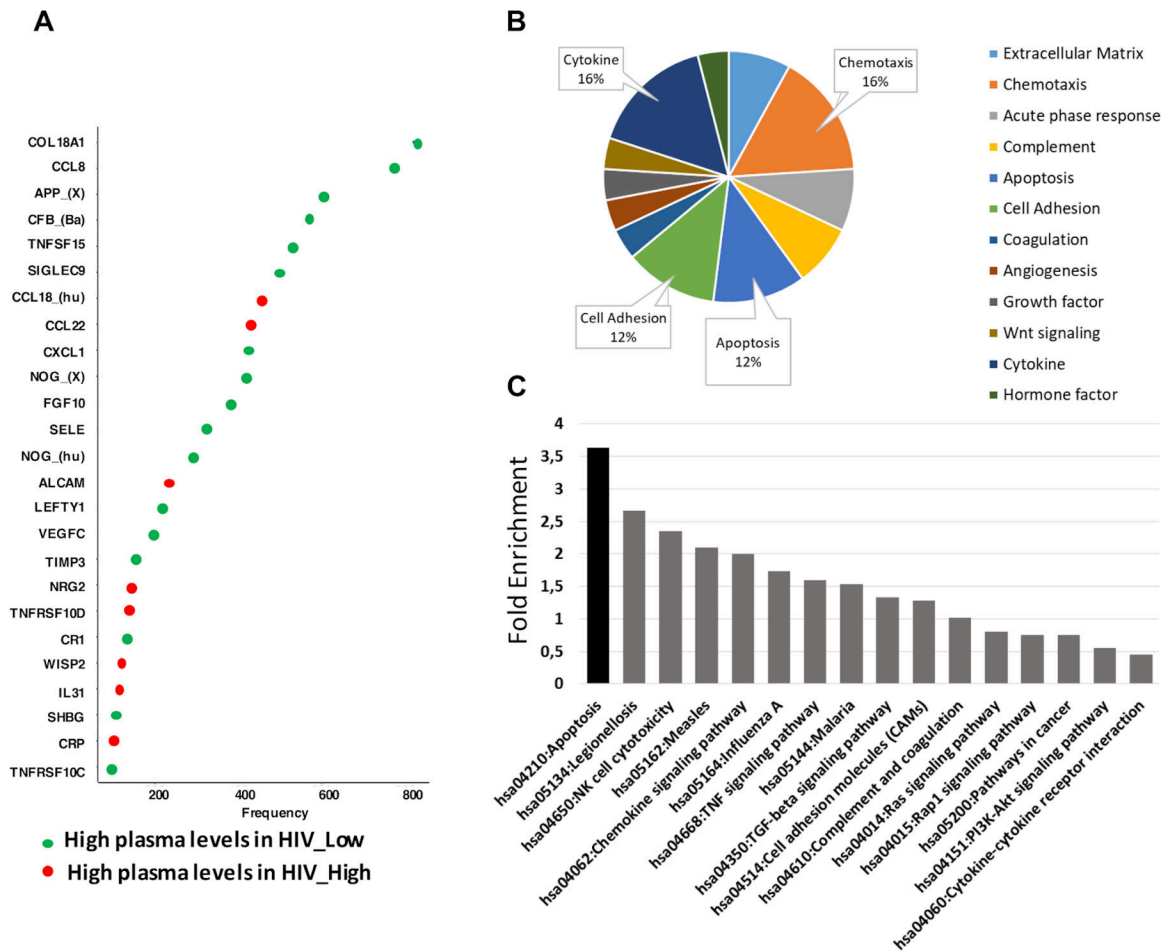 A
COL18A1
CCL8
APP_(X)
CFB_(Ba)
TNFSF15
SIGLEC9
CCL18_(hu)
CCL22
CXCL1
NOG_(X)
FGF10
SELE
NOG_(hu)
ALCAM
LEFTY1
VEGFC
TIMP3
NRG2
TNFRSF10D
CR1
WISP2
IL31
SHBG
CRP
TNFRSF10C
200 400 600 800
Frequency
High plasma levels in HIV_Low
High plasma levels in HIV_High
B
Cytokine
16%
Chemotaxis
16%
Cell Adhesion
12%
Apoptosis
12%
Extracellular Matrix
Chemotaxis
Acute phase response
Complement
Apoptosis
Cell Adhesion
Coagulation
Angiogenesis
Growth factor
Wnt signaling
Cytokine
Hormone factor
C
Fold Enrichment
4
3,5
3
2,5
2
1,5
1
0,5
0
hsa04210:Apoptosis
hsa05134:Legionellosis
hsa04650:NK cell cytotoxicity
hsa05162:Measles
hsa04062:Chemokine signaling pathway
hsa05164:Influenza A
hsa04668:TNF signaling pathway
hsa05144:Malaria
hsa04350:TGF-beta signaling pathway
hsa04514:Cell adhesion molecules (CAMs)
hsa04610:Complement and coagulation
hsa04014:Ras signaling pathway
hsa04015:Rap1 signaling pathway
hsa05200:Pathways in cancer
hsa04151:PI3K-Akt signaling pathway
hsa04060:Cytokine-cytokine receptor interaction